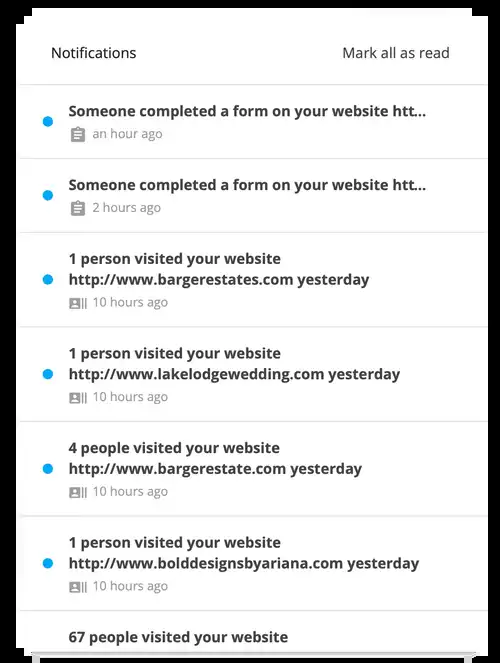 Notifications
Mark all as read
Someone completed a form on your website htt...
an hour ago
Someone completed a form on your website htt...
2 hours ago
1 person visited your website
http://www.bargerestates.com yesterday
10 hours ago
1 person visited your website
http://www.lakelodgewedding.com yesterday
10 hours ago
4 people visited your website
http://www.bargerestate.com yesterday
10 hours ago
1 person visited your website
http://www.bolddesignsbyariana.com yesterday
10 hours ago
67 people visited your website